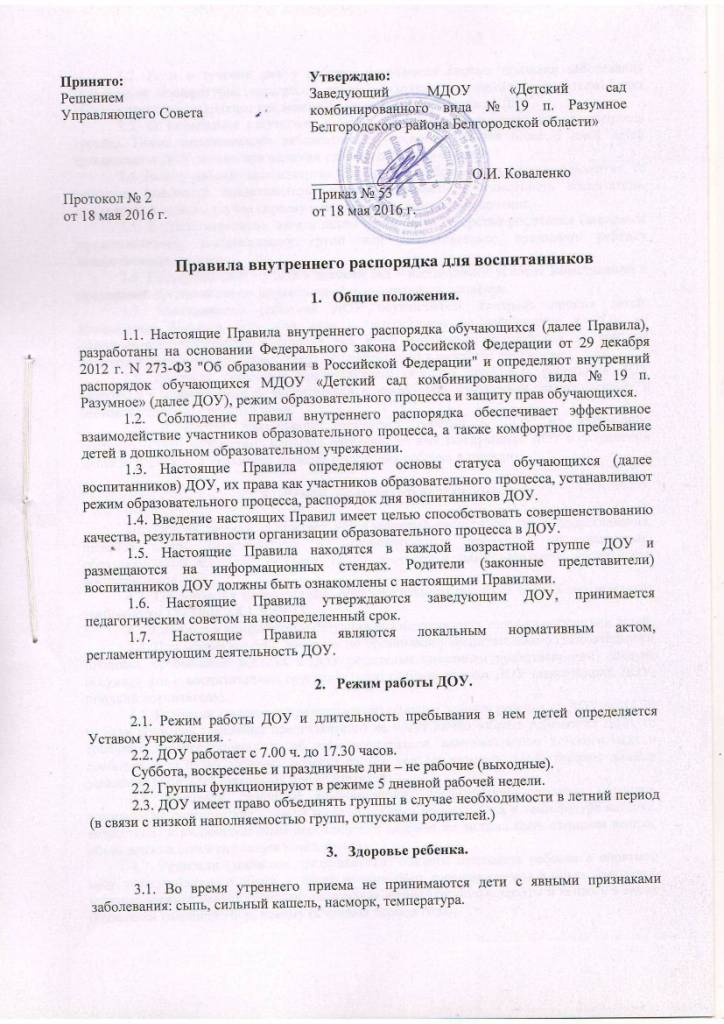 Принято:
Решением
Управляющего Совета
Протокол № 2
от 18 мая 2016 г.
Утверждаю:
Заведующий МДОУ «Детский сад
комбинированного вида № 19 п. Разумное
Белгородского района Белгородской области»
О.И. Коваленко
Приказ № 53
от 18 мая 2016 г.
Правила внутреннего распорядка для воспитанников
1. Общие положения.
1.1. Настоящие Правила внутреннего распорядка обучающихся (далее Правила),
разработаны на основании Федерального закона Российской Федерации от 29 декабря
2012 г. N 273-ФЗ "Об образовании в Российской Федерации" и определяют внутренний
распорядок обучающихся МДОУ «Детский сад комбинированного вида № 19 п.
Разумное» (далее ДОУ), режим образовательного процесса и защиту прав обучающихся.
1.2. Соблюдение правил внутреннего распорядка обеспечивает эффективное
взаимодействие участников образовательного процесса, а также комфортное пребывание
детей в дошкольном образовательном учреждении.
1.3. Настоящие Правила определяют основы статуса обучающихся (далее
воспитанников) ДОУ, их права как участников образовательного процесса, устанавливают
режим образовательного процесса, распорядок дня воспитанников ДОУ.
1.4. Введение настоящих Правил имеет целью способствовать совершенствованию
качества, результативности организации образовательного процесса в ДОУ.
1.5. Настоящие Правила находятся в каждой возрастной группе ДОУ и
размещаются на информационных стендах. Родители (законные представители)
воспитанников ДОУ должны быть ознакомлены с настоящими Правилами.
1.6. Настоящие Правила утверждаются заведующим ДОУ, принимается
педагогическим советом на неопределенный срок.
1.7. Настоящие Правила являются локальным нормативным актом,
регламентирующим деятельность ДОУ.
2. Режим работы ДОУ.
2.1. Режим работы ДОУ и длительность пребывания в нем детей определяется
Уставом учреждения.
2.2. ДОУ работает с 7.00 ч. до 17.30 часов.
Суббота, воскресенье и праздничные дни – не рабочие (выходные).
2.2. Группы функционируют в режиме 5 дневной рабочей недели.
2.3. ДОУ имеет право объединять группы в случае необходимости в летний период
(в связи с низкой наполняемостью групп, отпусками родителей.)
3. Здоровье ребенка.
3.1. Во время утреннего приема не принимаются дети с явными признаками
заболевания: сыпь, сильный кашель, насморк, температура.